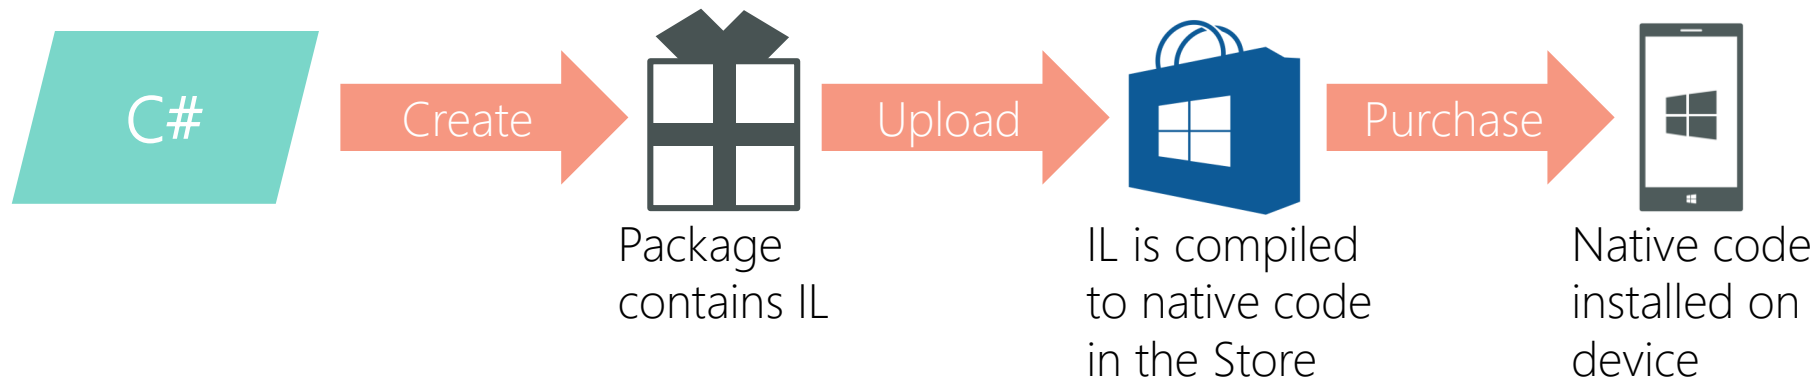 C#
Create
Package
contains IL
Upload
IL is compiled
to native code
in the Store
Purchase
Native code
installed on
device